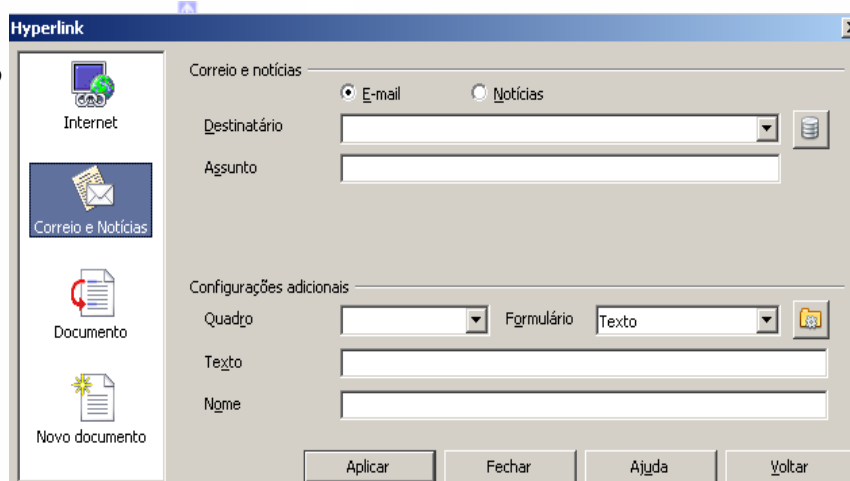 Hyperlink
Internet
Correio e Notícias
Documento
Novo documento
Correio e notícias
E-mail Notícias
Destinatário
Assunto
Configurações adicionais
Quadro Formulário Texto
Texto
Nome
Aplicar Fechar Ajuda Voltar